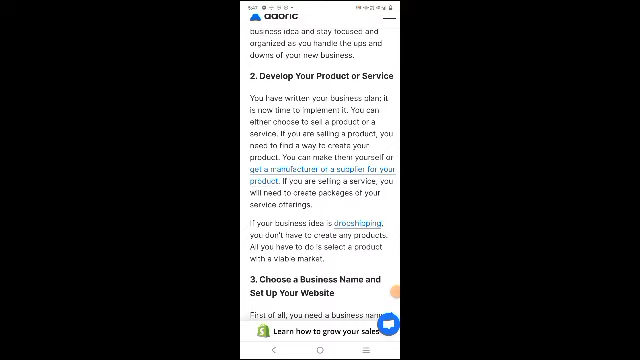 adoric
business idea and stay focused and
organized as you handle the ups and
downs of your new business.
2. Develop Your Product or Service
You have written your business plan; it
is now time to implement it. You can
either choose to sell a product or a
service. If you are selling a product, you
need to find a way to create your
product. You can make them yourself or
get a manufacturer or a supplier for your
product. If you are selling a service, you
will need to create packages of your
service offerings.
If your business idea is dropshipping,
you don't have to create any products.
All you have to do is select a product
with a viable market.
3. Choose a Business Name and
Set Up Your Website
First of all, you need a business name
Learn how to grow your sales